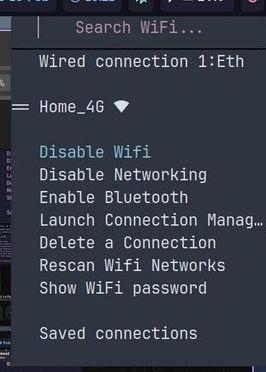 Search WiFi...
Wired connection 1:Eth
Home_4G
Disable Wifi
Disable Networking
Enable Bluetooth
Launch Connection Manag…
Delete a Connection
Rescan Wifi Networks
Show WiFi password
Saved connections